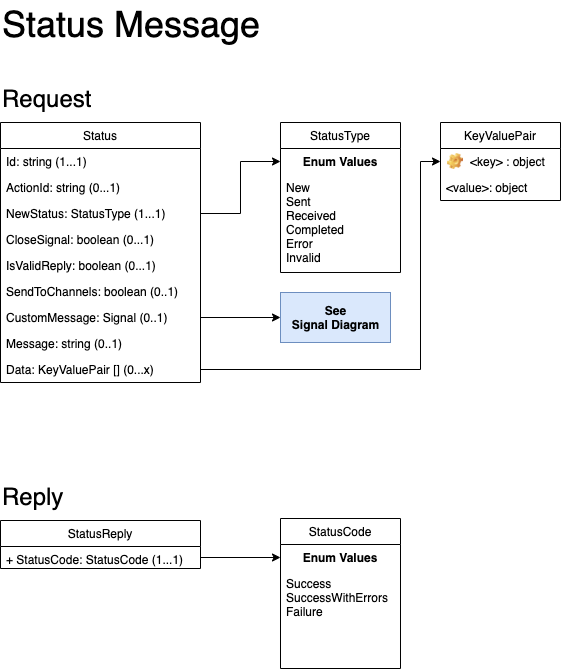 Status Message
Request
Status
Id: string (1...1)
ActionId: string (0...1)
NewStatus: StatusType (1...1)
CloseSignal: boolean (0...1)
IsValidReply: boolean (0...1)
SendToChannels: boolean (0..1)
CustomMessage: Signal (0..1)
Message: string (0..1)
Data: KeyValuePair [] (0...x)
StatusType
Enum Values
New
Sent
Received
Completed
Error
Invalid
See
Signal Diagram
KeyValuePair
<key> : object
<value>: object
Reply
StatusReply
+ StatusCode: StatusCode (1...1)
StatusCode
Enum Values
Success
SuccessWithErrors
Failure